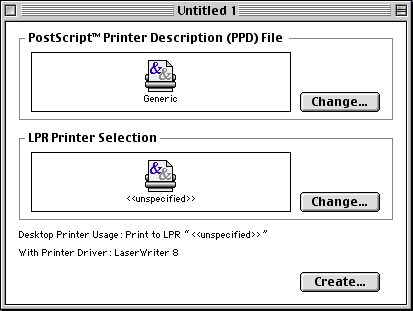 Untitled 1
PostScript™ Printer Description (PPD) File
&&
Generic
Change...
LPR Printer Selection
&&
<<unspecified>>
Change...
Desktop Printer Usage: Print to LPR “<<unspecified>>”
With Printer Driver: LaserWriter 8
Create...